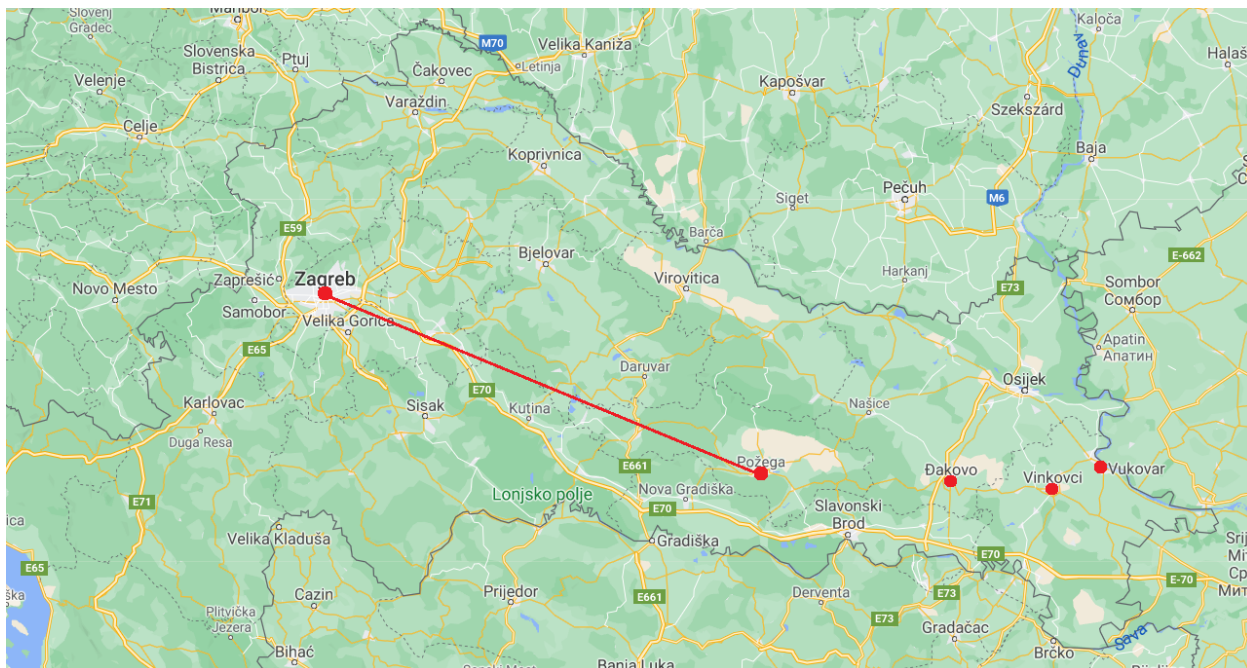 Slovenj
Gradec
Maribor
Ptuj
Slovenska
Bistrica
Velenje
Celje
M70
Velika Kaniža
Letinja
Čakovec
Varaždin
Kapošvar
Kaloča
Dunav
Szekszárd
Baja
Koprivnica
Siget
Pečuh
M6
Barča
Harkanj
E59
Zaprešić
Zagreb
Novo Mesto
Samobor
Velika Gorica
E65
Bjelovar
Virovitica
E73
E-662
Sombor
Сомбор
Apatin
Апатин
Daruvar
Osijek
Karlovac
Duga Resa
Sisak
E70
Kutina
Našice
E661
Požega
Đakovo
Vinkovci
Vukovar
E71
Lonjsko polje
Nova Gradiška
E70
Slavonski
Brod
Velika Kladuša
Gradiška
E70
E-70
E65
Cazin
Prijedor
E661
Derventa
E73
Plitvička
Jezera
E73
Gradačac
Sava
Bihać
Banja Luka
Brčko